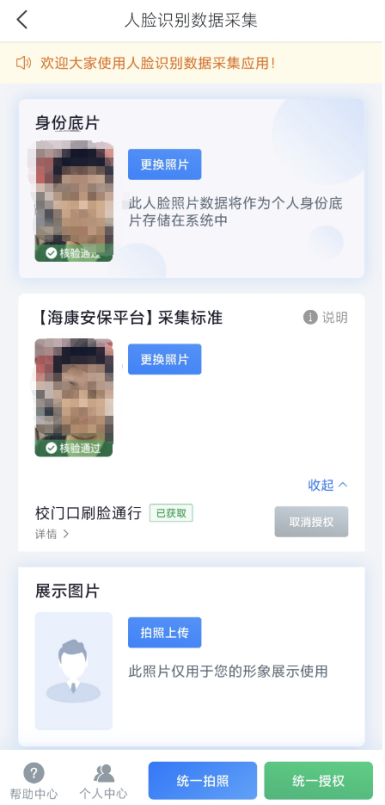 人脸识别数据采集
欢迎大家使用人脸识别数据采集应用！
身份底片
更换照片
此人脸照片数据将作为个人身份底
片存储在系统中
核验通过
【海康安保平台】采集标准
说明
更换照片
核验通过
收起
校门口刷脸通行 已获取
取消授权
详情
展示图片
拍照上传
此照片仅用于您的形象展示使用
帮助中心
个人中心
统一拍照
统一授权